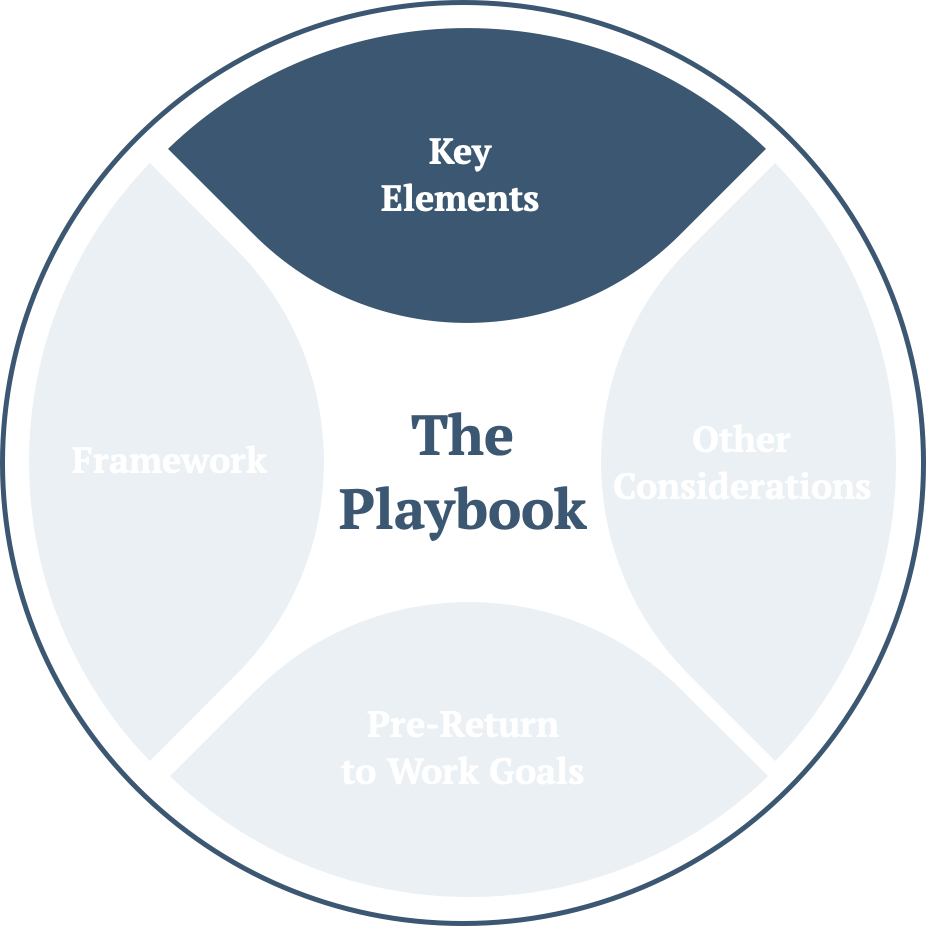 Key
Elements
Framework
The
Playbook
Other
Considerations
Pre-Return
to Work Goals